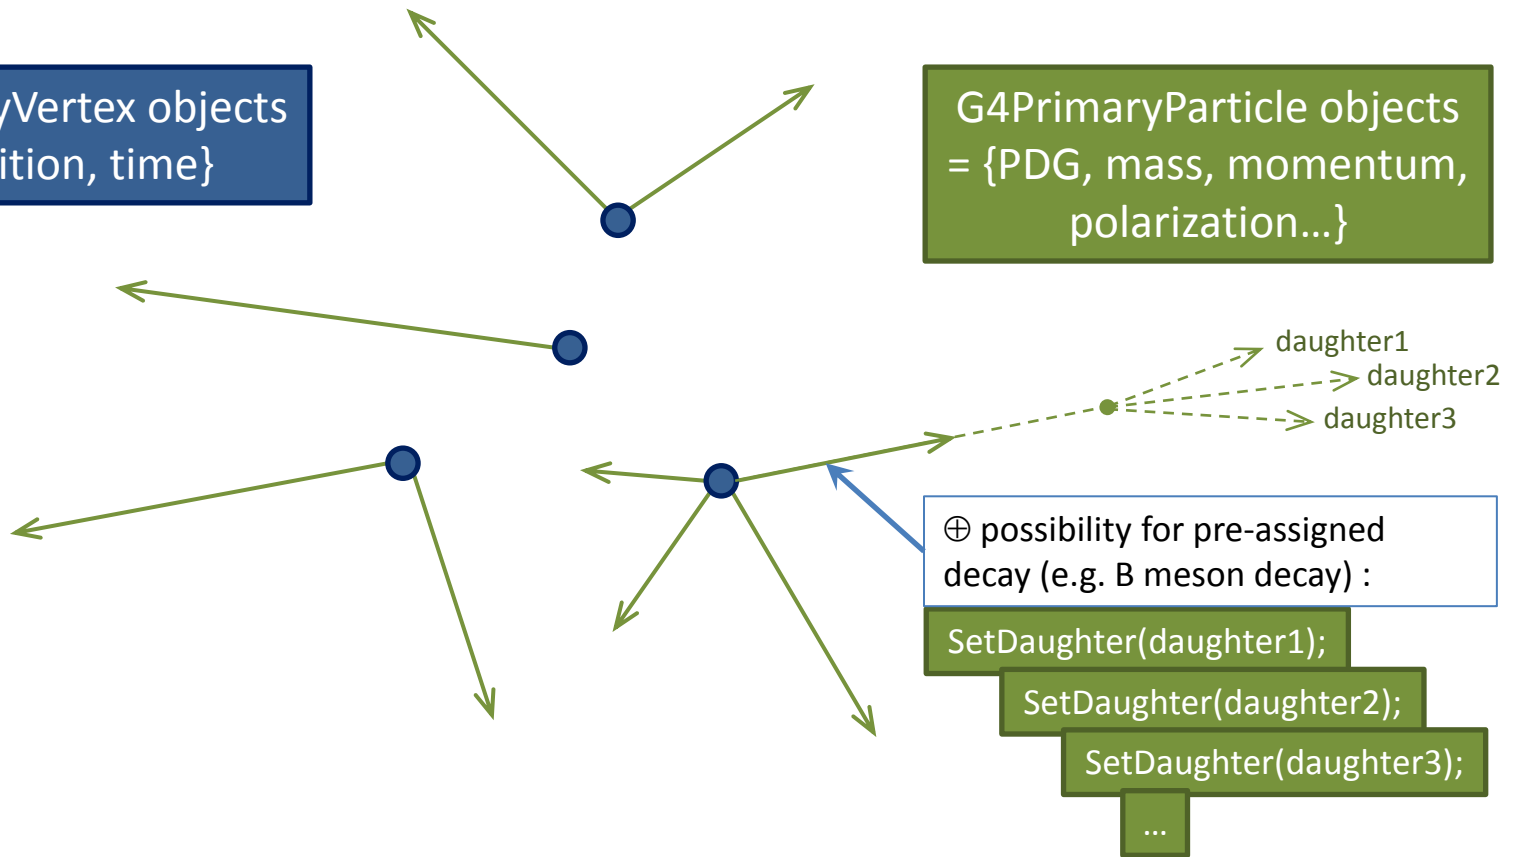 yVertex objects
ition, time}
G4PrimaryParticle objects
= {PDG, mass, momentum,
polarization…}
daughter1
daughter2
daughter3
⊕ possibility for pre-assigned
decay (e.g. B meson decay) :
SetDaughter(daughter1);
SetDaughter(daughter2);
SetDaughter(daughter3);
…